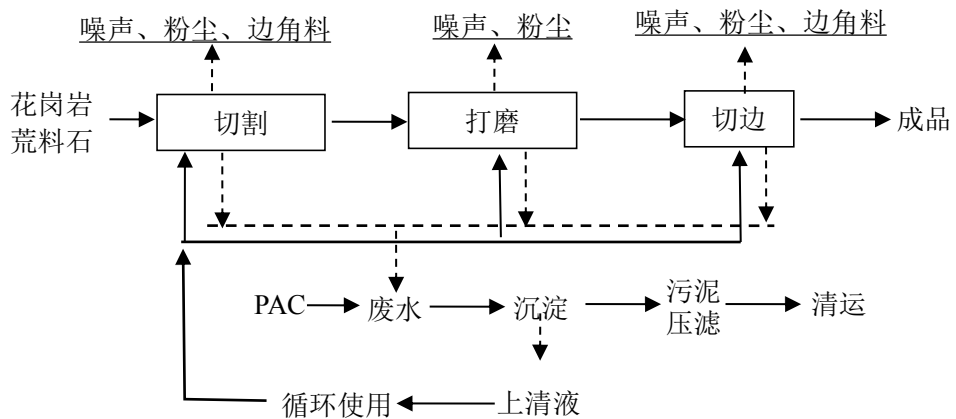 噪声、粉尘、边角料
噪声、粉尘
噪声、粉尘、边角料
花岗岩
荒料石
切割
打磨
切边
成品
PAC
废水
沉淀
污泥
压滤
清运
循环使用
上清液